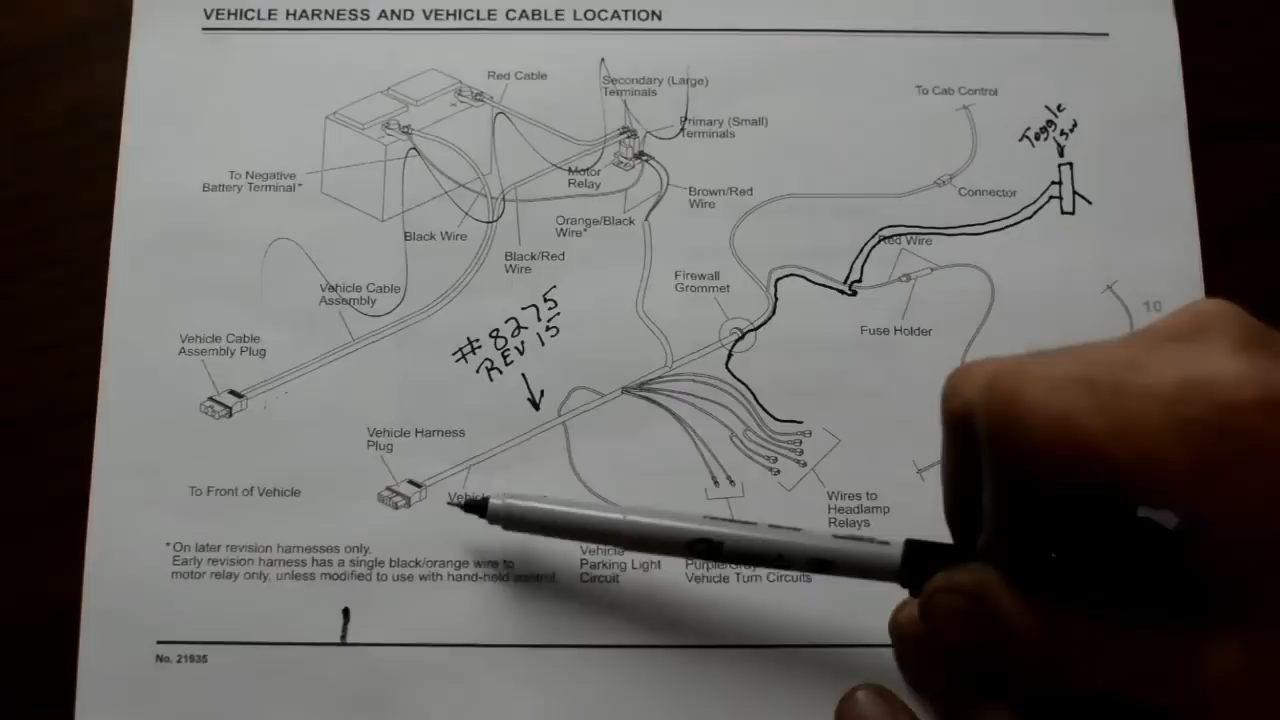 VEHICLE HARNESS AND VEHICLE CABLE LOCATION
Red Cable
Secondary (Large)
Terminals
Primary (Small)
Terminals
To Cab Control
Toggle
SW
To Negative
Battery Terminal*
Motor
Relay
Brown/Red
Wire
Connector
Black Wire
Orange/Black
Wire*
Black/Red
Wire
Red Wire
Firewall
Grommet
Vehicle Cable
Assembly
Fuse Holder
10
#8275
REV 15
Vehicle Cable
Assembly Plug
Vehicle Harness
Plug
To Front of Vehicle
Wires to
Headlamp
Relays
*On later revision harnesses only.
Early revision harness has a single black/orange wire to
motor relay only, unless modified to use with hand-held control.
Vehicle
Parking Light
Circuit
Vehicle Turn Circuits
No. 21935